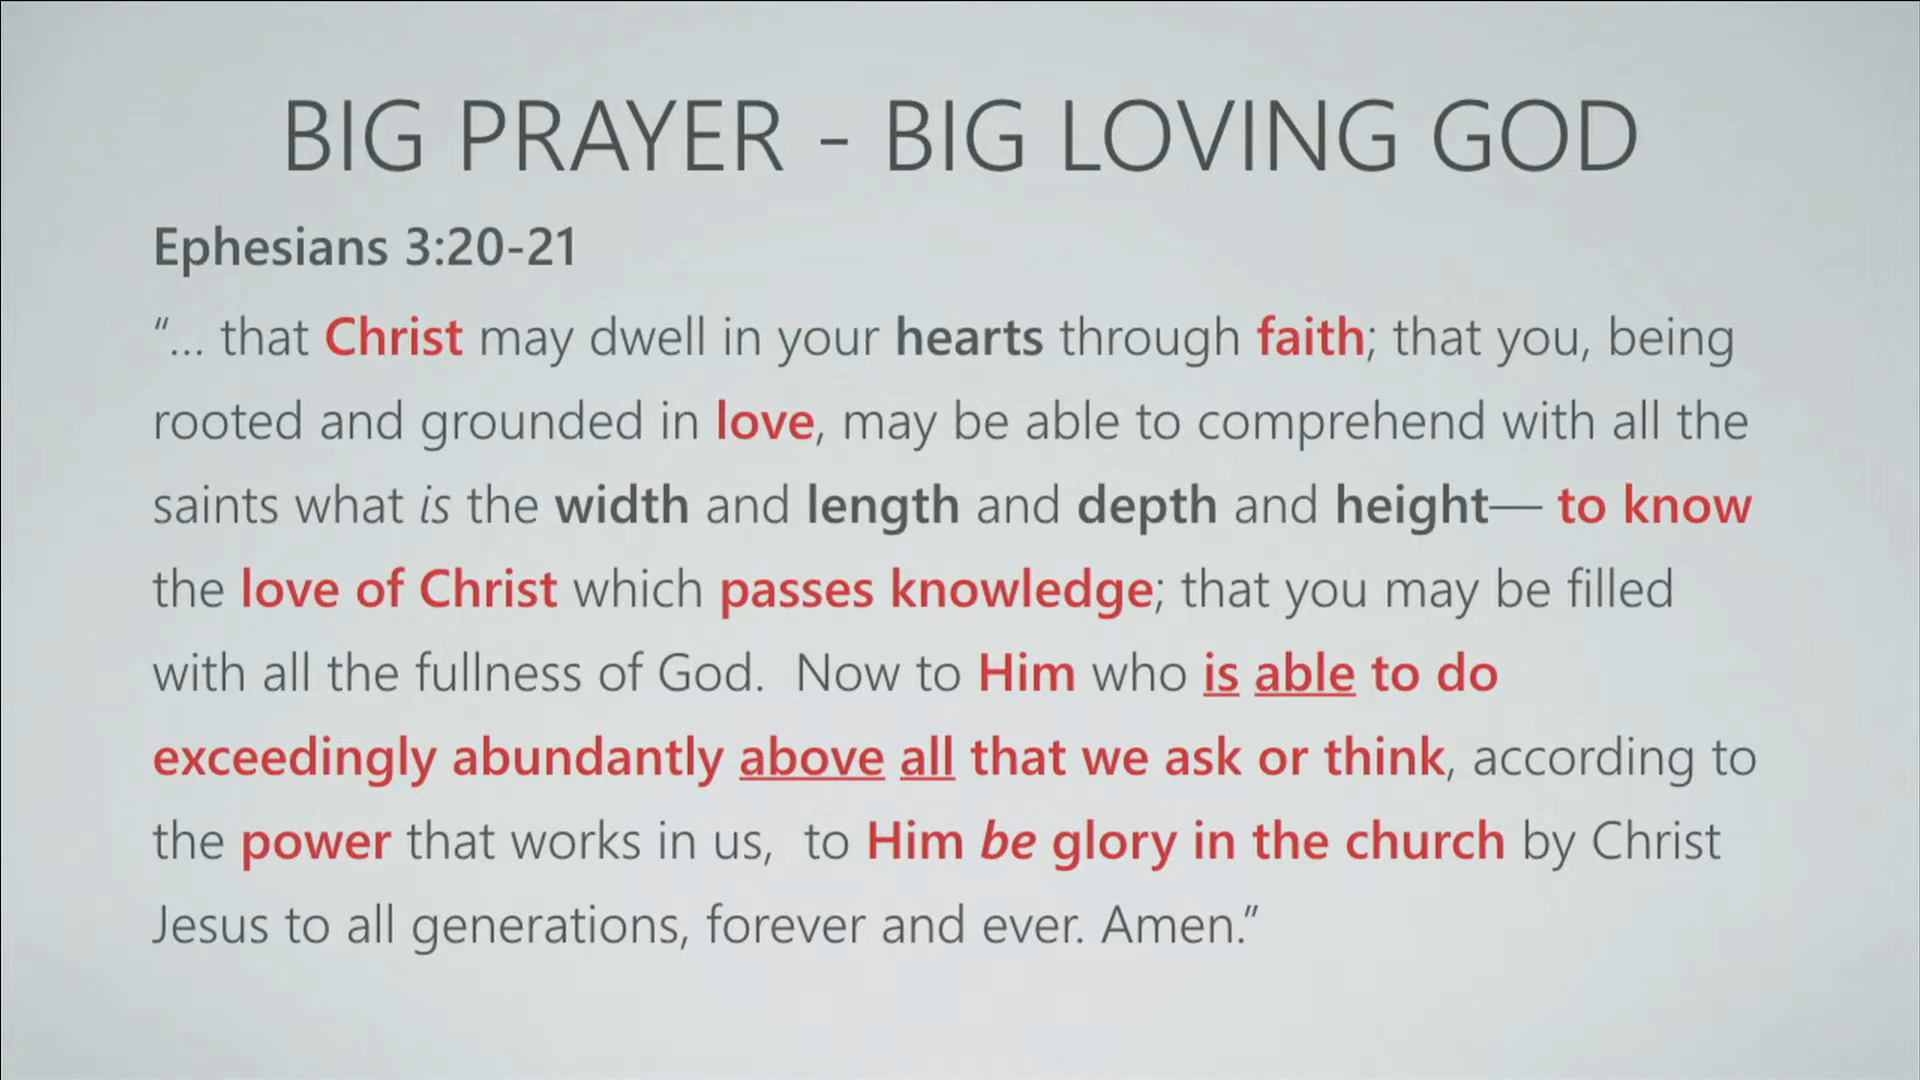 BIG PRAYER - BIG LOVING GOD
Ephesians 3:20-21
“... that Christ may dwell in your hearts through faith; that you, being
rooted and grounded in love, may be able to comprehend with all the
saints what is the width and length and depth and height— to know
the love of Christ which passes knowledge; that you may be filled
with all the fullness of God.  Now to Him who is able to do
exceedingly abundantly above all that we ask or think, according to
the power that works in us,  to Him be glory in the church by Christ
Jesus to all generations, forever and ever. Amen.”